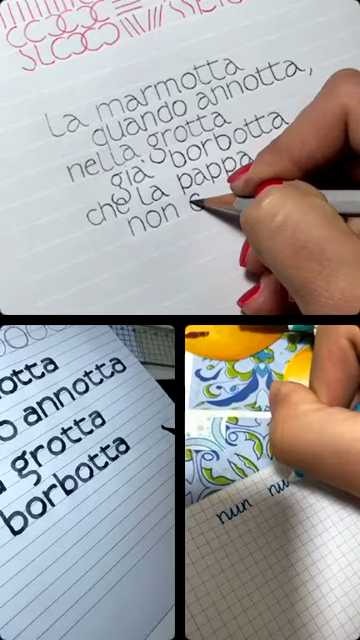 La marmotta
quando annotta,
nella grotta
già borbotta
che la pappa
non
otta
o annotta
grotta
borbotta
nun nu